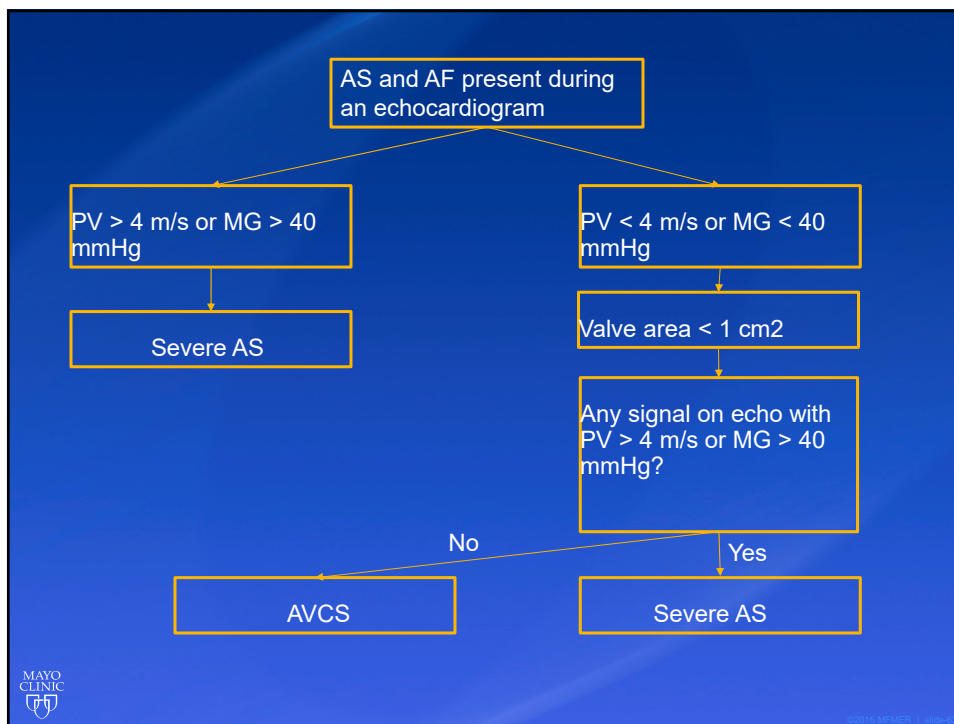 AS and AF present during
an echocardiogram
PV > 4 m/s or MG > 40
mmHg
PV < 4 m/s or MG < 40
mmHg
Valve area < 1 cm2
Severe AS
Any signal on echo with
PV > 4 m/s or MG > 40
mmHg?
No
Yes
AVCS
Severe AS
MAYO
CLINIC